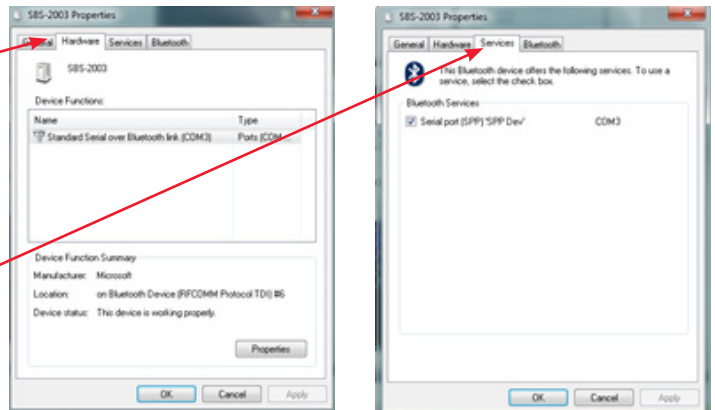 SBS-2003 Properties
General Hardware Services Bluetooth
SBS-2003
Device Functions:
Name Type
Standard Serial over Bluetooth link (COM3) Ports (COM...
Device Function Summary
Manufacturer: Microsoft
Location: on Bluetooth Device (RFCOMM Protocol TDI) #6
Device status: This device is working properly.
Properties
OK Cancel Apply
SBS-2003 Properties
General Hardware Services Bluetooth
This Bluetooth device offers the following services. To use a
service, select the check box.
Bluetooth Services
Serial port (SPP) 'SPP Dev' COM3
OK Cancel Apply